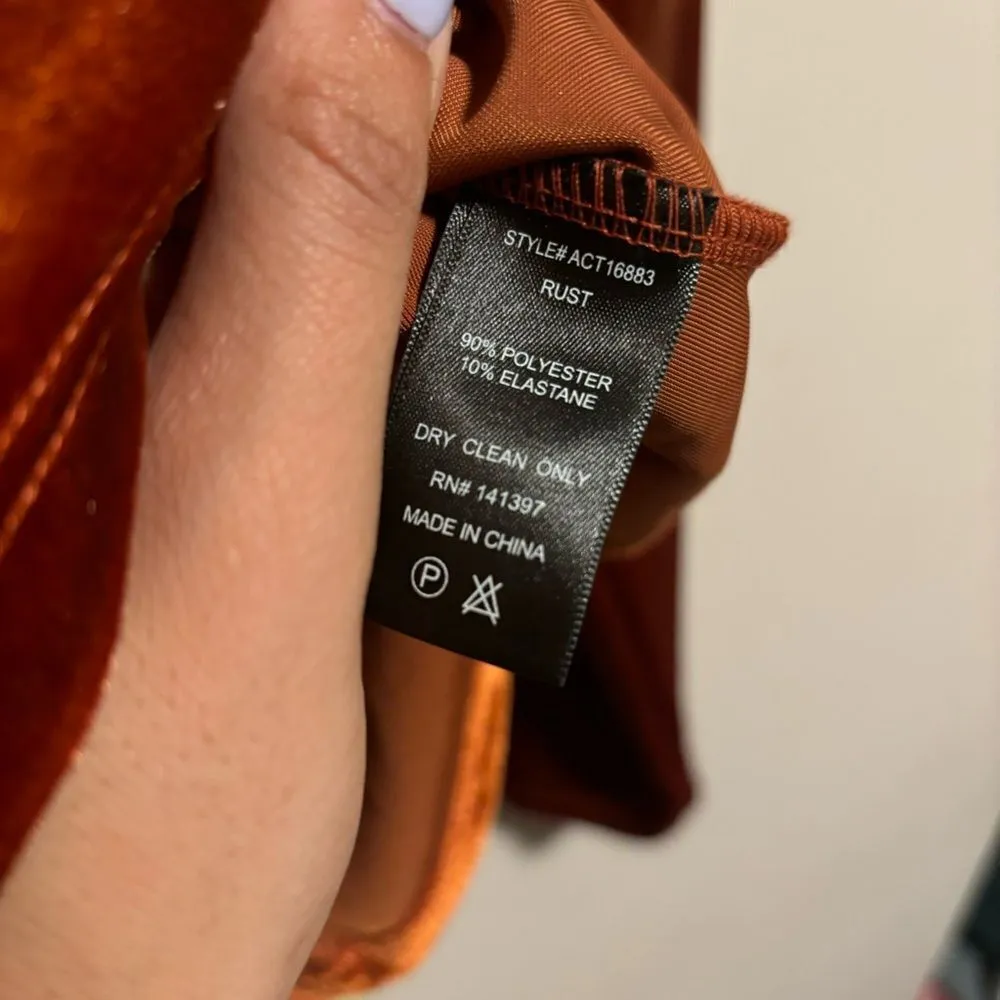 STYLE# ACT16883
RUST
90% POLYESTER
10% ELASTANE
DRY CLEAN ONLY
RN# 141397
MADE IN CHINA
P